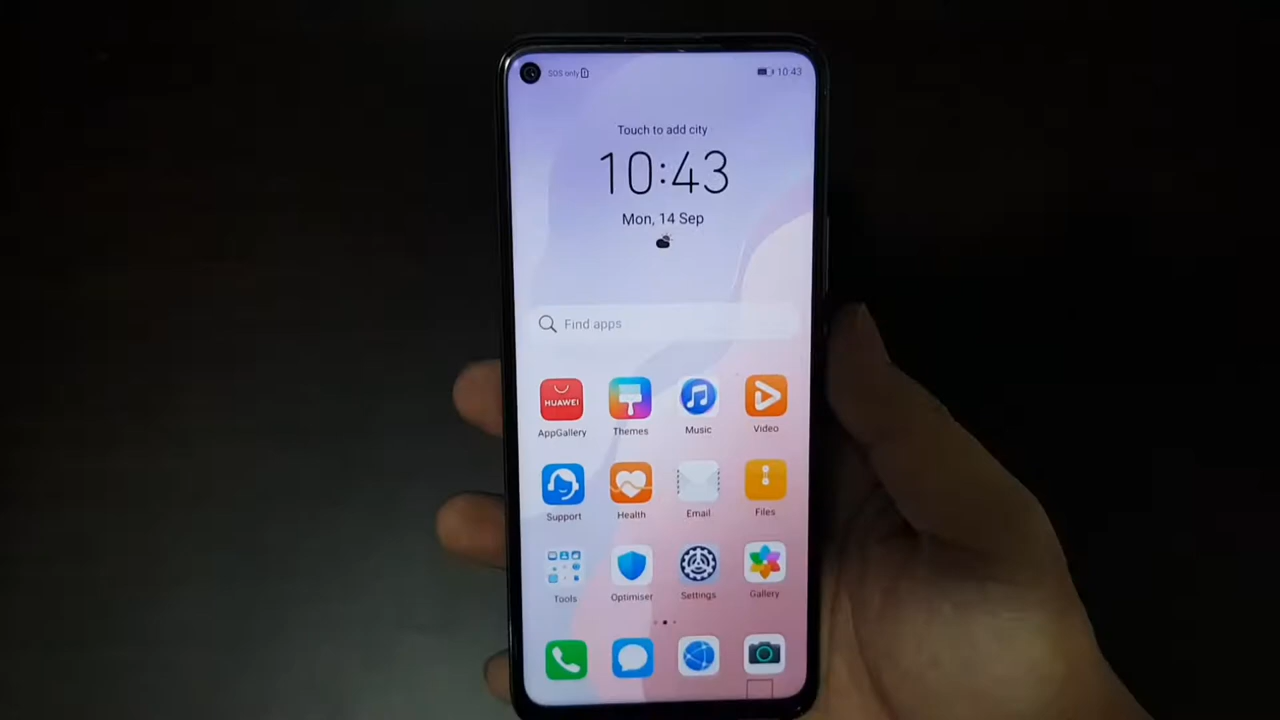 SOS only
10:43
Touch to add city
10:43
Mon, 14 Sep
Find apps
HUAWEI
AppGallery
Themes
Music
Video
Support
Health
Email
Files
Tools
Optimiser
Settings
Gallery